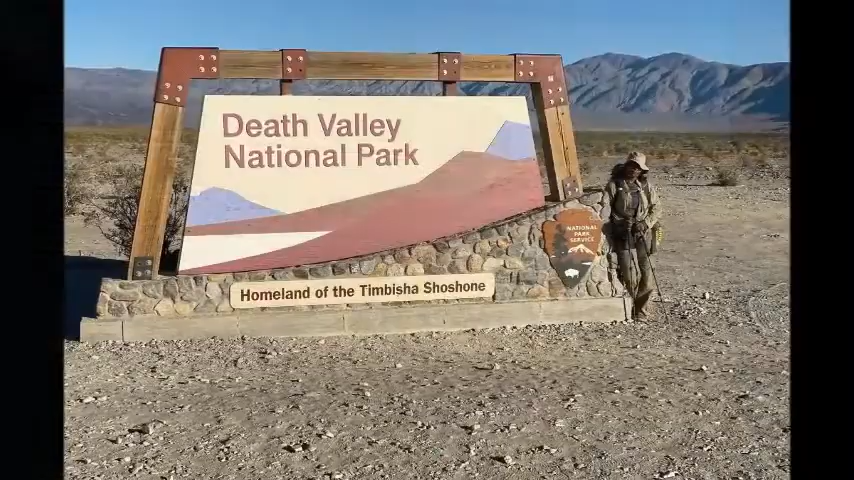 Death Valley
National Park
NATIONAL
PARK
SERVICE
Homeland of the Timbisha Shoshone